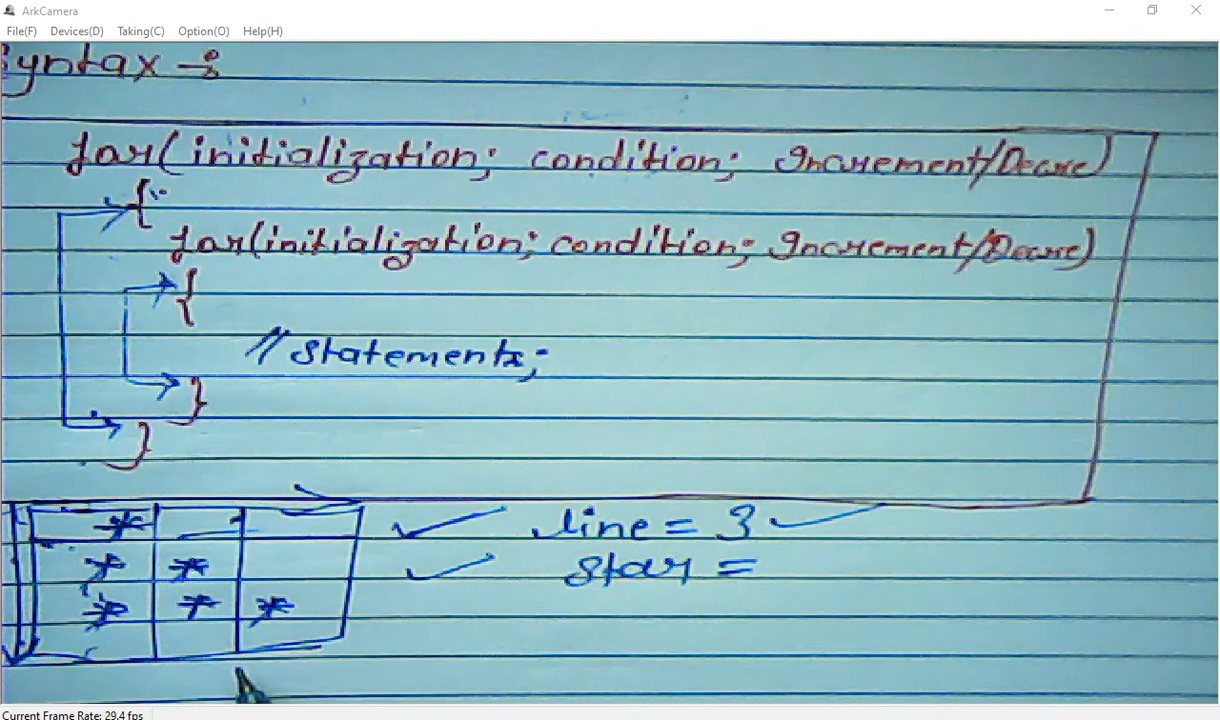 ArkCamera
File(F) Devices(D) Taking(C) Option(O) Help(H)
Syntax -:
for(initialization; condition; Increment/Decre)
{
for(initialization; condition; Increment/Decre)
{
// Statements;
}
}
* line = 3
* * star =
* * *
Current Frame Rate: 29.4 fps